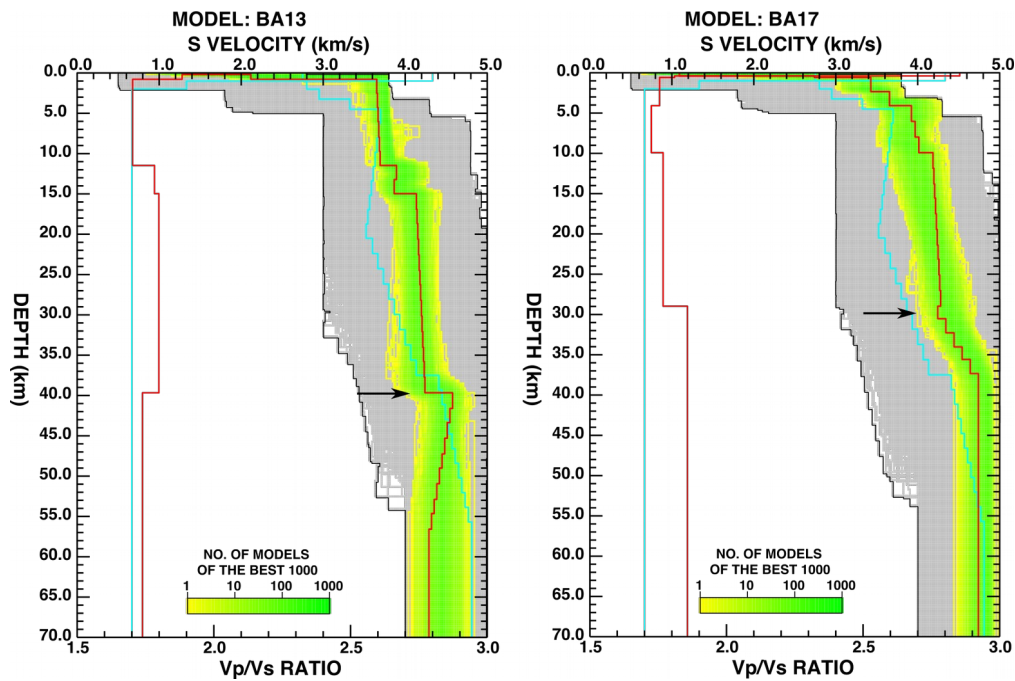 MODEL: BA13
S VELOCITY (km/s)
0.0 1.0 2.0 3.0 4.0 5.0
0.0
5.0
10.0
15.0
20.0
25.0
30.0
35.0
40.0
45.0
50.0
55.0
60.0
65.0
70.0
DEPTH (km)
NO. OF MODELS
OF THE BEST 1000
1 10 100 1000
1.5 2.0 2.5 3.0
Vp/Vs RATIO
MODEL: BA17
S VELOCITY (km/s)
0.0 1.0 2.0 3.0 4.0 5.0
0.0
5.0
10.0
15.0
20.0
25.0
30.0
35.0
40.0
45.0
50.0
55.0
60.0
65.0
70.0
DEPTH (km)
NO. OF MODELS
OF THE BEST 1000
1 10 100 1000
1.5 2.0 2.5 3.0
Vp/Vs RATIO